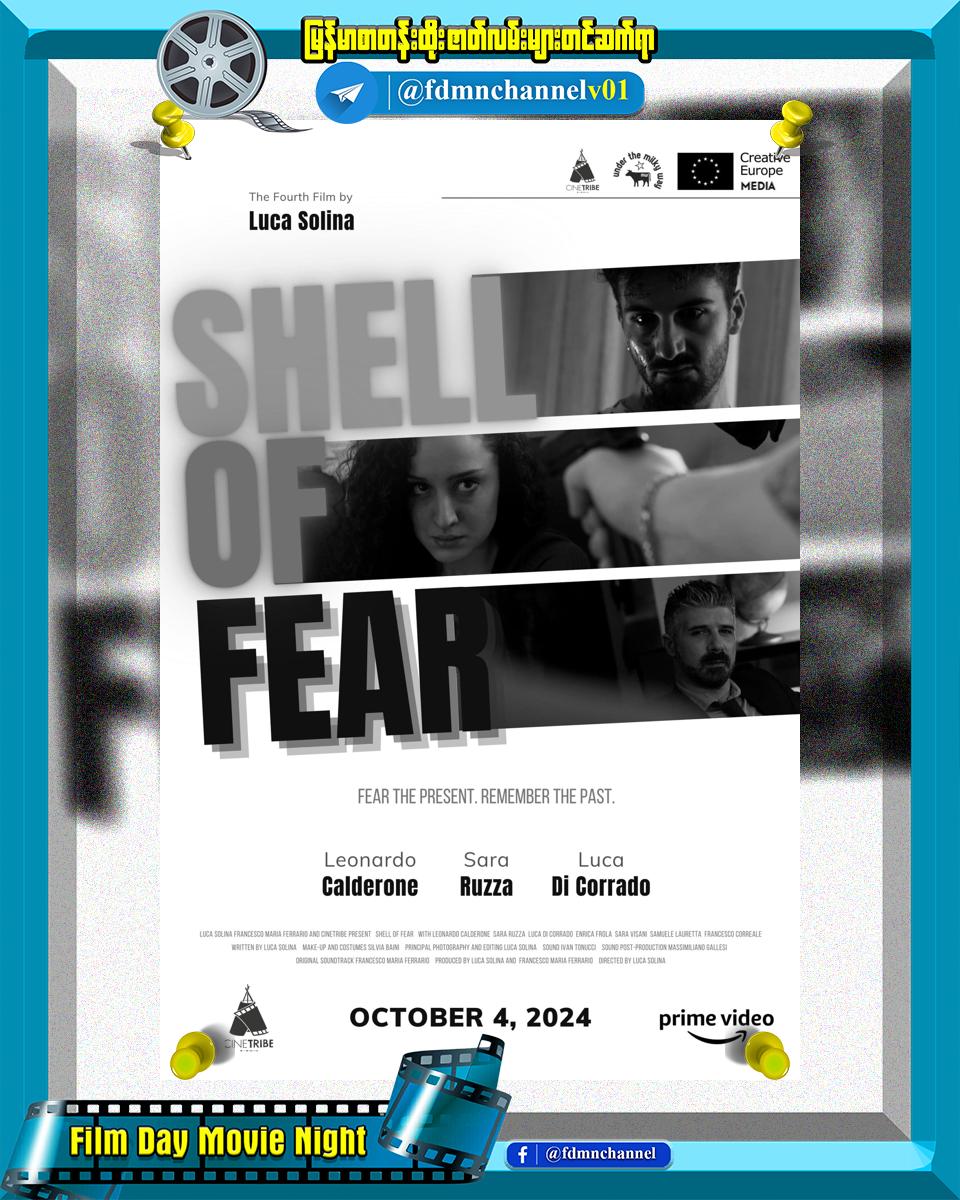 မြန်မာစာတန်းထိုးဇာတ်လမ်းများတင်ဆက်ရာ
@fdmnchannelv01
CINETRIBE
under the milky way
Creative
Europe
MEDIA
The Fourth Film by
Luca Solina
SHELL
OF
FEAR
FEAR THE PRESENT. REMEMBER THE PAST.
Leonardo Calderone
Sara Ruzza
Luca Di Corrado
LUCA SOLINA FRANCESCO MARIA FERRARIO AND CINETRIBE PRESENT SHELL OF FEAR WITH LEONARDO CALDERONE SARA RUZZA LUCA DI CORRADO ENRICA FROLA SARA VISANI SAMUELE LAURETTA FRANCESCO CORREALE
WRITTEN BY LUCA SOLINA MAKE-UP AND COSTUMES SILVIA BAINI PRINCIPAL PHOTOGRAPHY AND EDITING LUCA SOLINA SOUND IVAN TONUCCI SOUND POST-PRODUCTION MASSIMILIANO GALLESI
ORIGINAL SOUNDTRACK FRANCESCO MARIA FERRARIO PRODUCED BY LUCA SOLINA AND FRANCESCO MARIA FERRARIO DIRECTED BY LUCA SOLINA
CINETRIBE
OCTOBER 4, 2024
prime video
Film Day Movie Night
@fdmnchannel